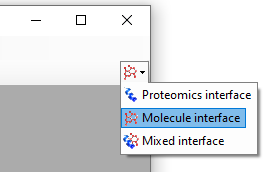 Proteomics interface
Molecule interface
Mixed interface